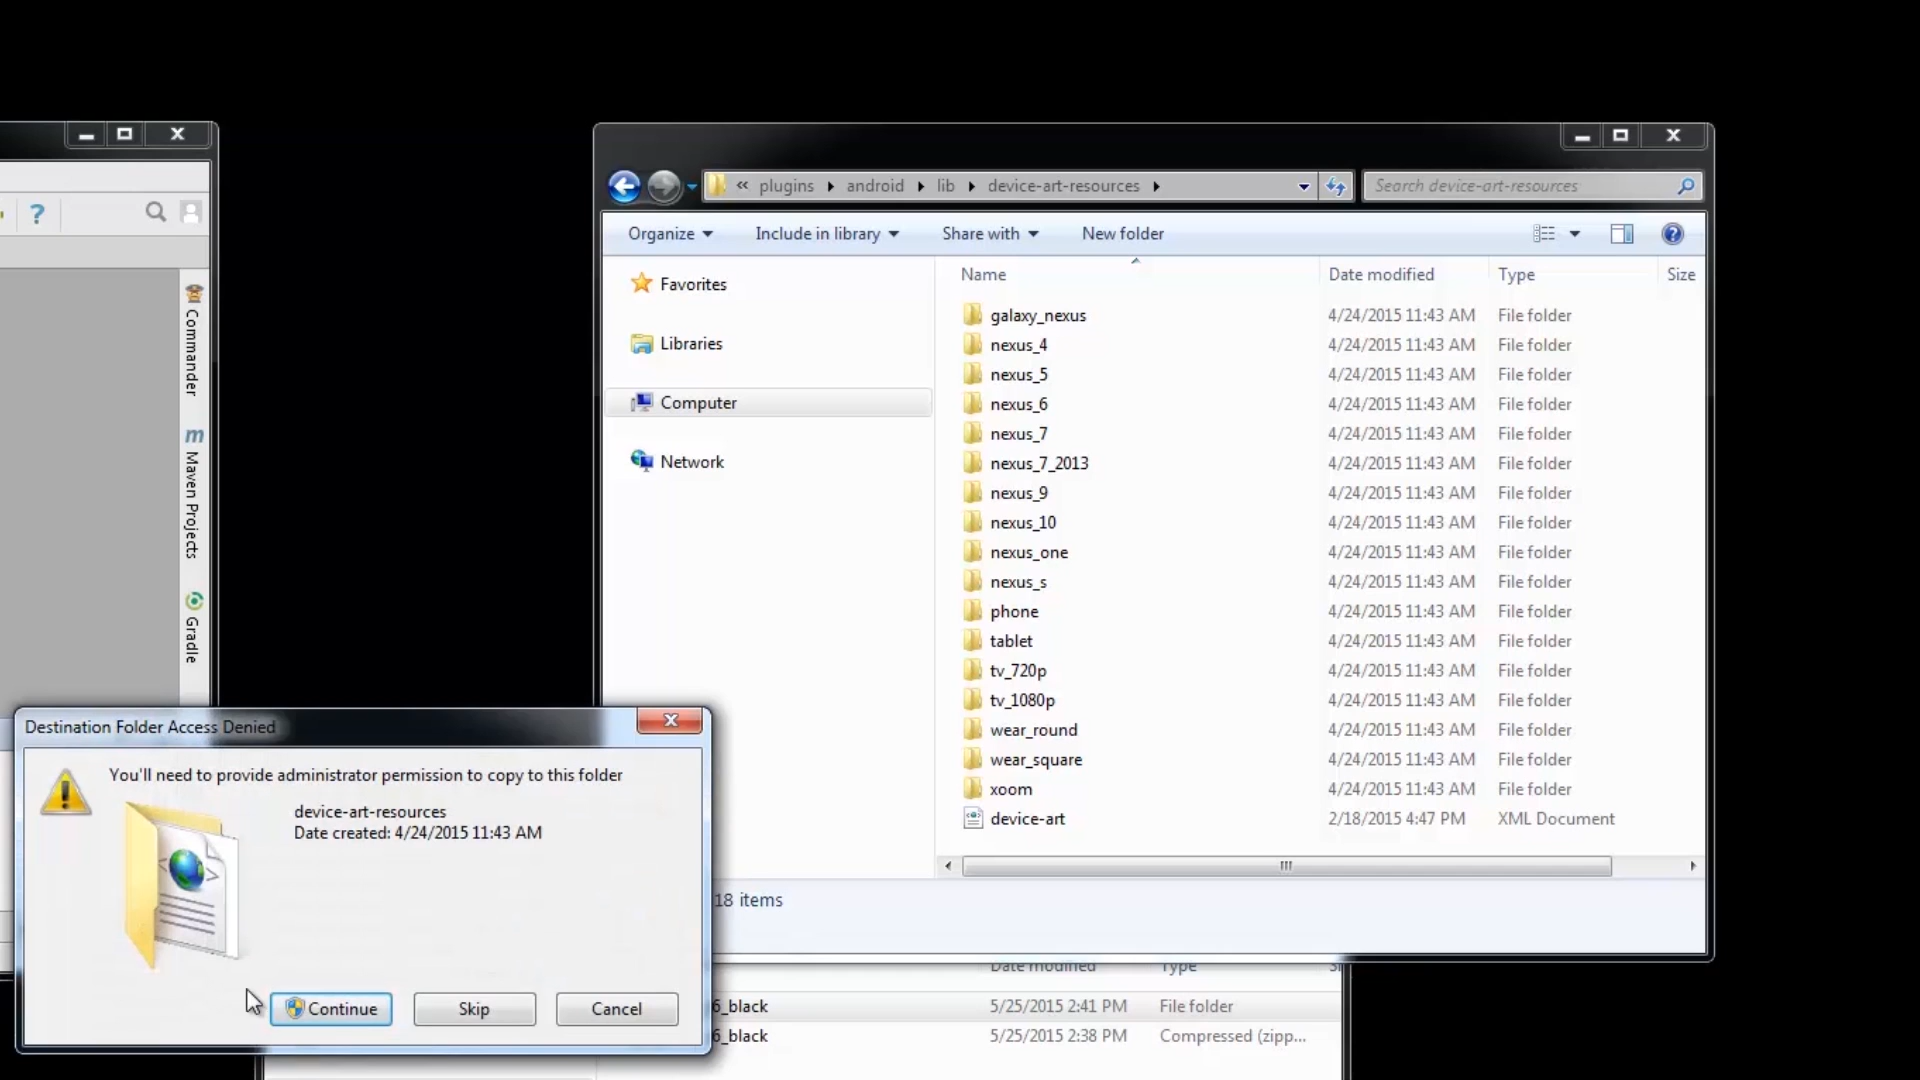 ?
Commander
m
Maven Projects
Gradle
« plugins android lib device-art-resources
Search device-art-resources
Organize Include in library Share with New folder
?
Favorites
Libraries
Computer
Network
Name Date modified Type Size
galaxy_nexus 4/24/2015 11:43 AM File folder
nexus_4 4/24/2015 11:43 AM File folder
nexus_5 4/24/2015 11:43 AM File folder
nexus_6 4/24/2015 11:43 AM File folder
nexus_7 4/24/2015 11:43 AM File folder
nexus_7_2013 4/24/2015 11:43 AM File folder
nexus_9 4/24/2015 11:43 AM File folder
nexus_10 4/24/2015 11:43 AM File folder
nexus_one 4/24/2015 11:43 AM File folder
nexus_s 4/24/2015 11:43 AM File folder
phone 4/24/2015 11:43 AM File folder
tablet 4/24/2015 11:43 AM File folder
tv_720p 4/24/2015 11:43 AM File folder
tv_1080p 4/24/2015 11:43 AM File folder
wear_round 4/24/2015 11:43 AM File folder
wear_square 4/24/2015 11:43 AM File folder
xoom 4/24/2015 11:43 AM File folder
device-art 2/18/2015 4:47 PM XML Document
18 items
Destination Folder Access Denied
You'll need to provide administrator permission to copy to this folder
device-art-resources
Date created: 4/24/2015 11:43 AM
Continue Skip Cancel
Date modified Type
6_black 5/25/2015 2:41 PM File folder
6_black 5/25/2015 2:38 PM Compressed (zipp...